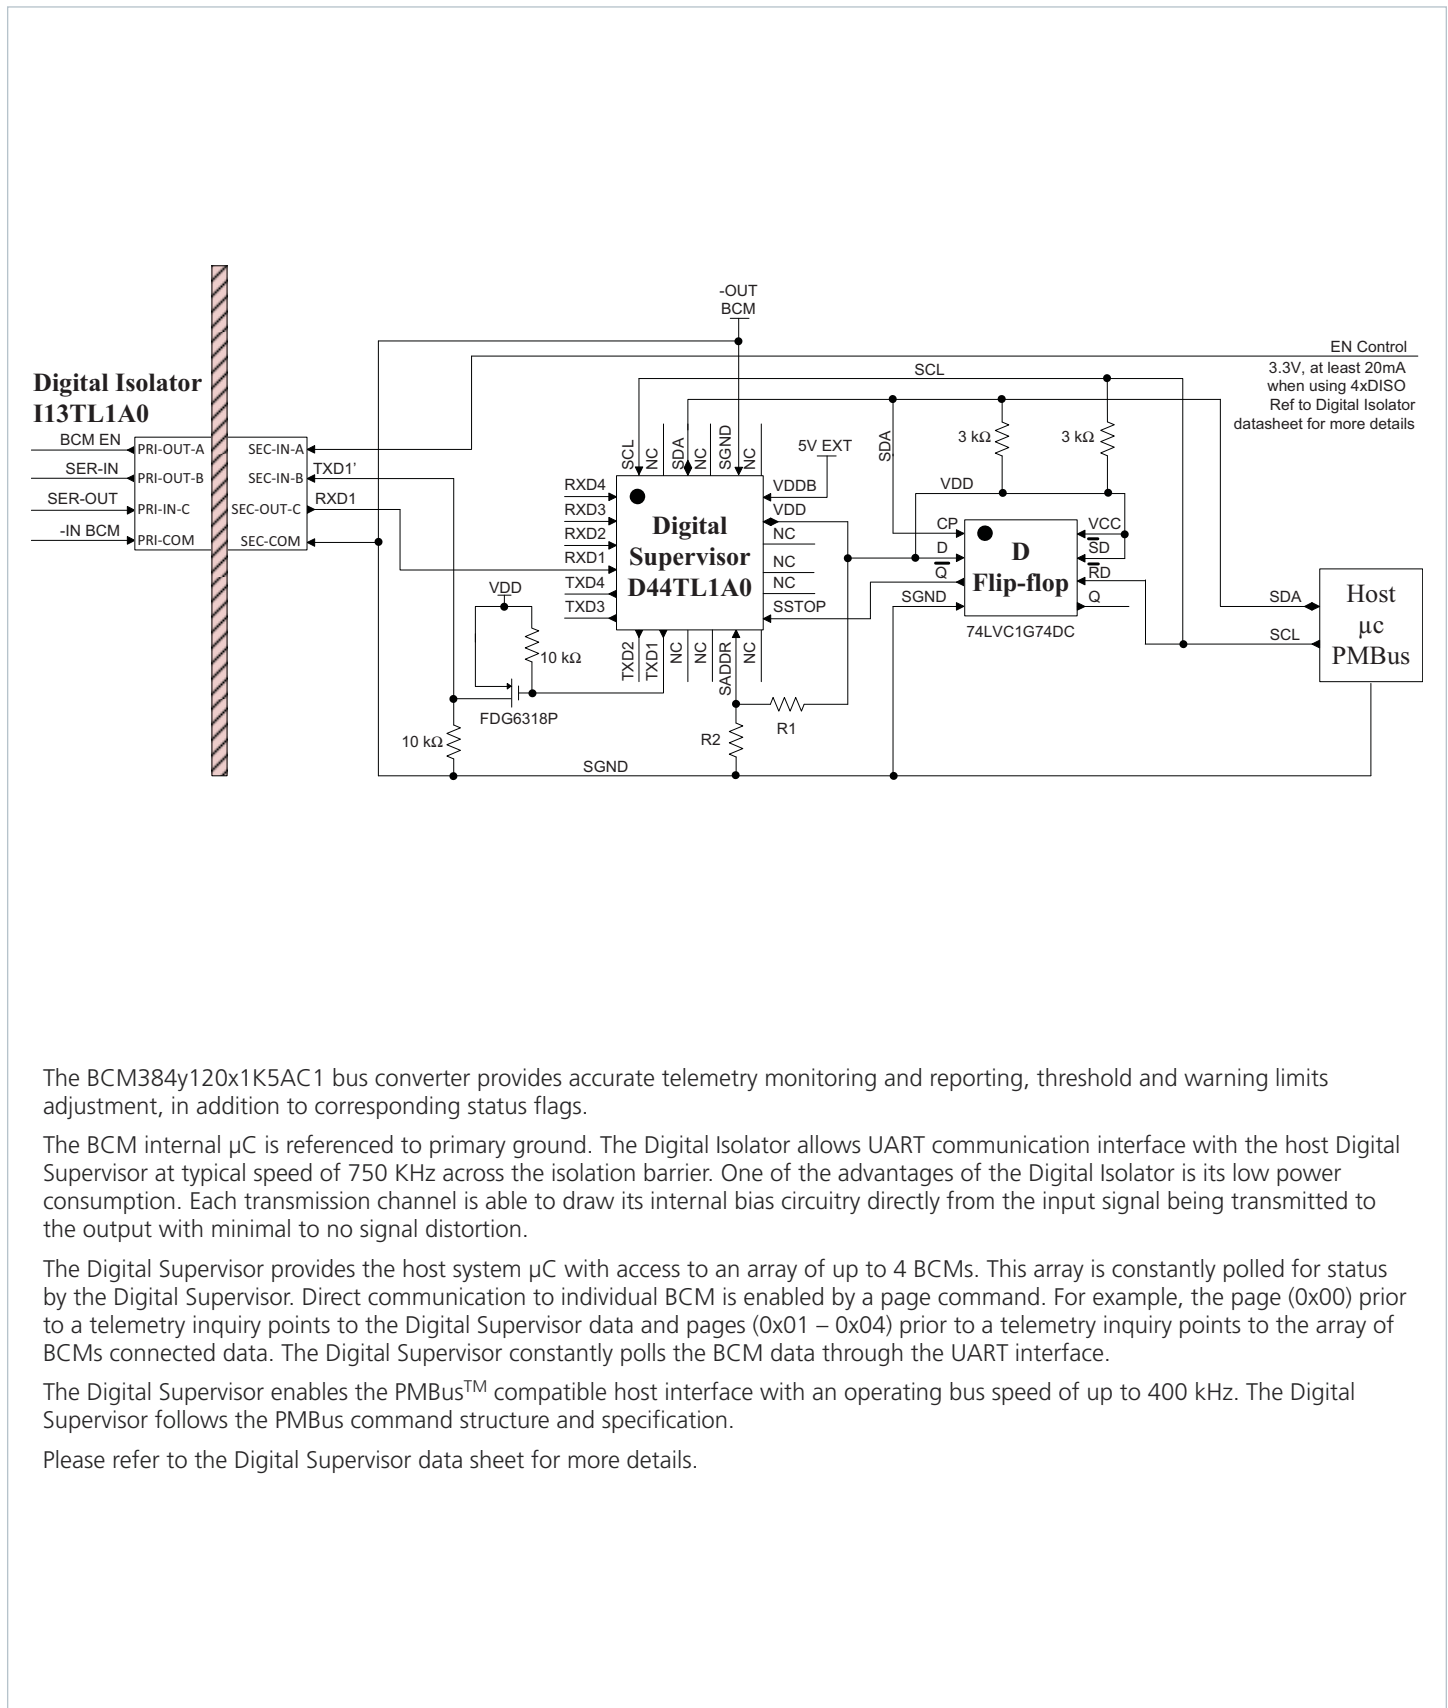 -OUT
BCM
EN Control
3.3V, at least 20mA
when using 4xDISO
Ref to Digital Isolator
datasheet for more details
SCL
Digital Isolator
I13TL1A0
BCM EN
SER-IN
SER-OUT
-IN BCM
PRI-OUT-A
PRI-OUT-B
PRI-IN-C
PRI-COM
SEC-IN-A
SEC-IN-B
SEC-OUT-C
SEC-COM
TXD1'
RXD1
SCL
NC
SDA
NC
SGND
NC
5V EXT
SDA
3 kΩ
3 kΩ
VDD
RXD4
RXD3
RXD2
RXD1
TXD4
TXD3
Digital
Supervisor
D44TL1A0
VDDB
VDD
NC
NC
NC
SSTOP
TXD2
TXD1
NC
NC
SADDR
NC
CP
D
Q̅
SGND
D
Flip-flop
VCC
S̅D
R̅D
Q
74LVC1G74DC
SDA
SCL
Host
µc
PMBus
VDD
10 kΩ
FDG6318P
10 kΩ
R1
R2
SGND
The BCM384y120x1K5AC1 bus converter provides accurate telemetry monitoring and reporting, threshold and warning limits
adjustment, in addition to corresponding status flags.
The BCM internal µC is referenced to primary ground. The Digital Isolator allows UART communication interface with the host Digital
Supervisor at typical speed of 750 KHz across the isolation barrier. One of the advantages of the Digital Isolator is its low power
consumption. Each transmission channel is able to draw its internal bias circuitry directly from the input signal being transmitted to
the output with minimal to no signal distortion.
The Digital Supervisor provides the host system µC with access to an array of up to 4 BCMs. This array is constantly polled for status
by the Digital Supervisor. Direct communication to individual BCM is enabled by a page command. For example, the page (0x00) prior
to a telemetry inquiry points to the Digital Supervisor data and pages (0x01 – 0x04) prior to a telemetry inquiry points to the array of
BCMs connected data. The Digital Supervisor constantly polls the BCM data through the UART interface.
The Digital Supervisor enables the PMBus™ compatible host interface with an operating bus speed of up to 400 kHz. The Digital
Supervisor follows the PMBus command structure and specification.
Please refer to the Digital Supervisor data sheet for more details.